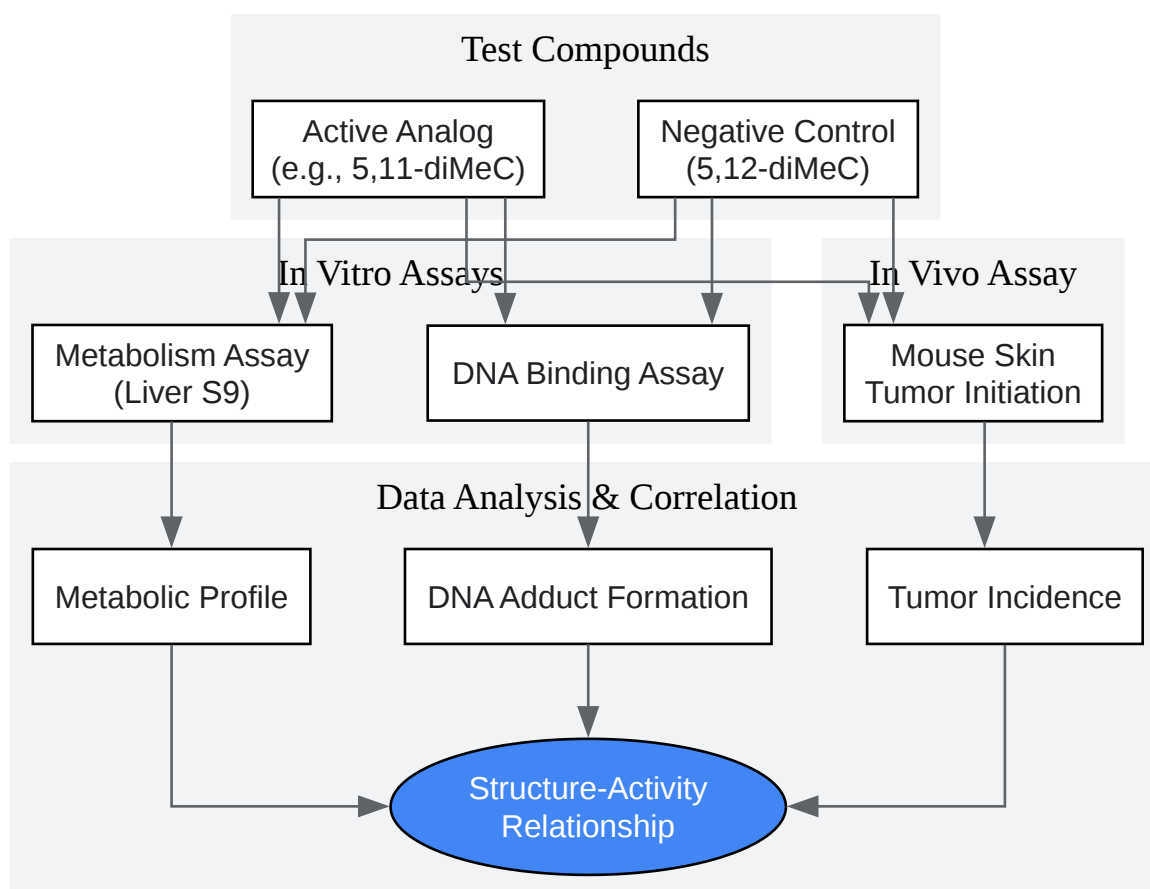 Test Compounds
Active Analog
(e.g., 5,11-diMeC)
Negative Control
(5,12-diMeC)
In Vitro Assays
In Vivo Assay
Metabolism Assay
(Liver S9)
DNA Binding Assay
Mouse Skin
Tumor Initiation
Data Analysis & Correlation
Metabolic Profile
DNA Adduct Formation
Tumor Incidence
Structure-Activity
Relationship